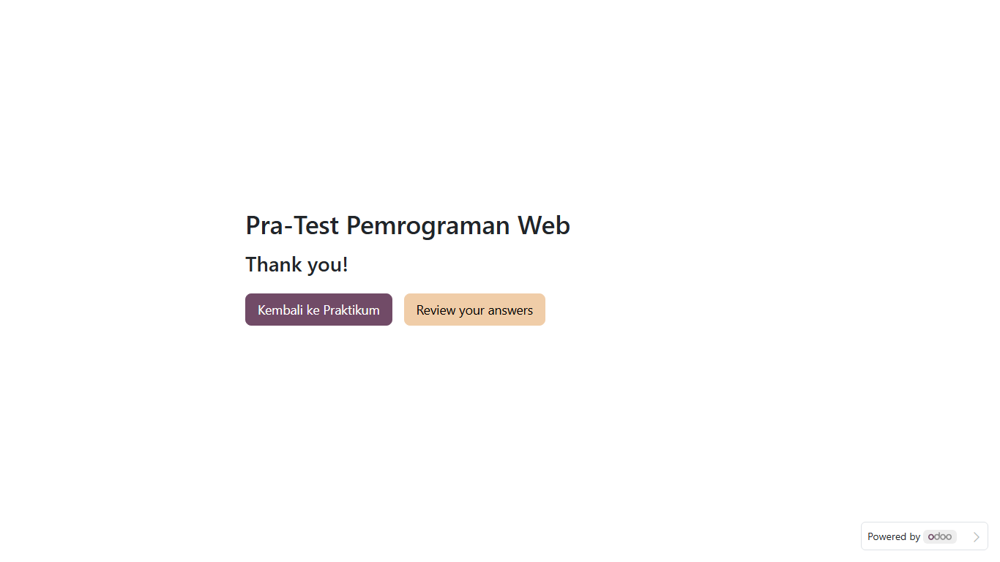 Pra-Test Pemrograman Web
Thank you!
Kembali ke Praktikum
Review your answers
Powered by odoo